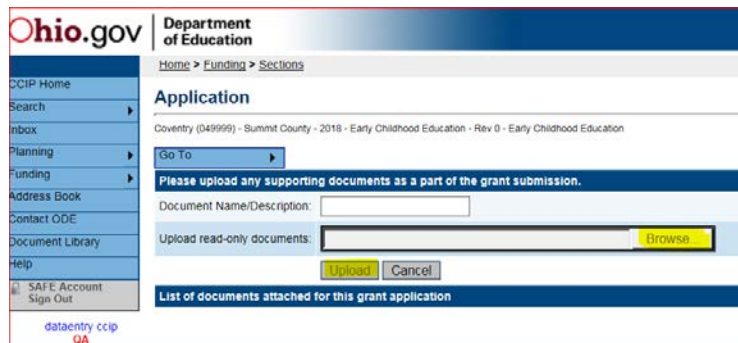 Ohio.gov
Department
of Education
Home > Funding > Sections
CCIP Home
Search
Inbox
Planning
Funding
Address Book
Contact ODE
Document Library
Help
SAFE Account
Sign Out
dataentry ccip
QA
Application
Coventry (049999) - Summit County - 2018 - Early Childhood Education - Rev 0 - Early Childhood Education
Go To
Please upload any supporting documents as a part of the grant submission.
Document Name/Description:
Upload read-only documents: Browse...
Upload Cancel
List of documents attached for this grant application